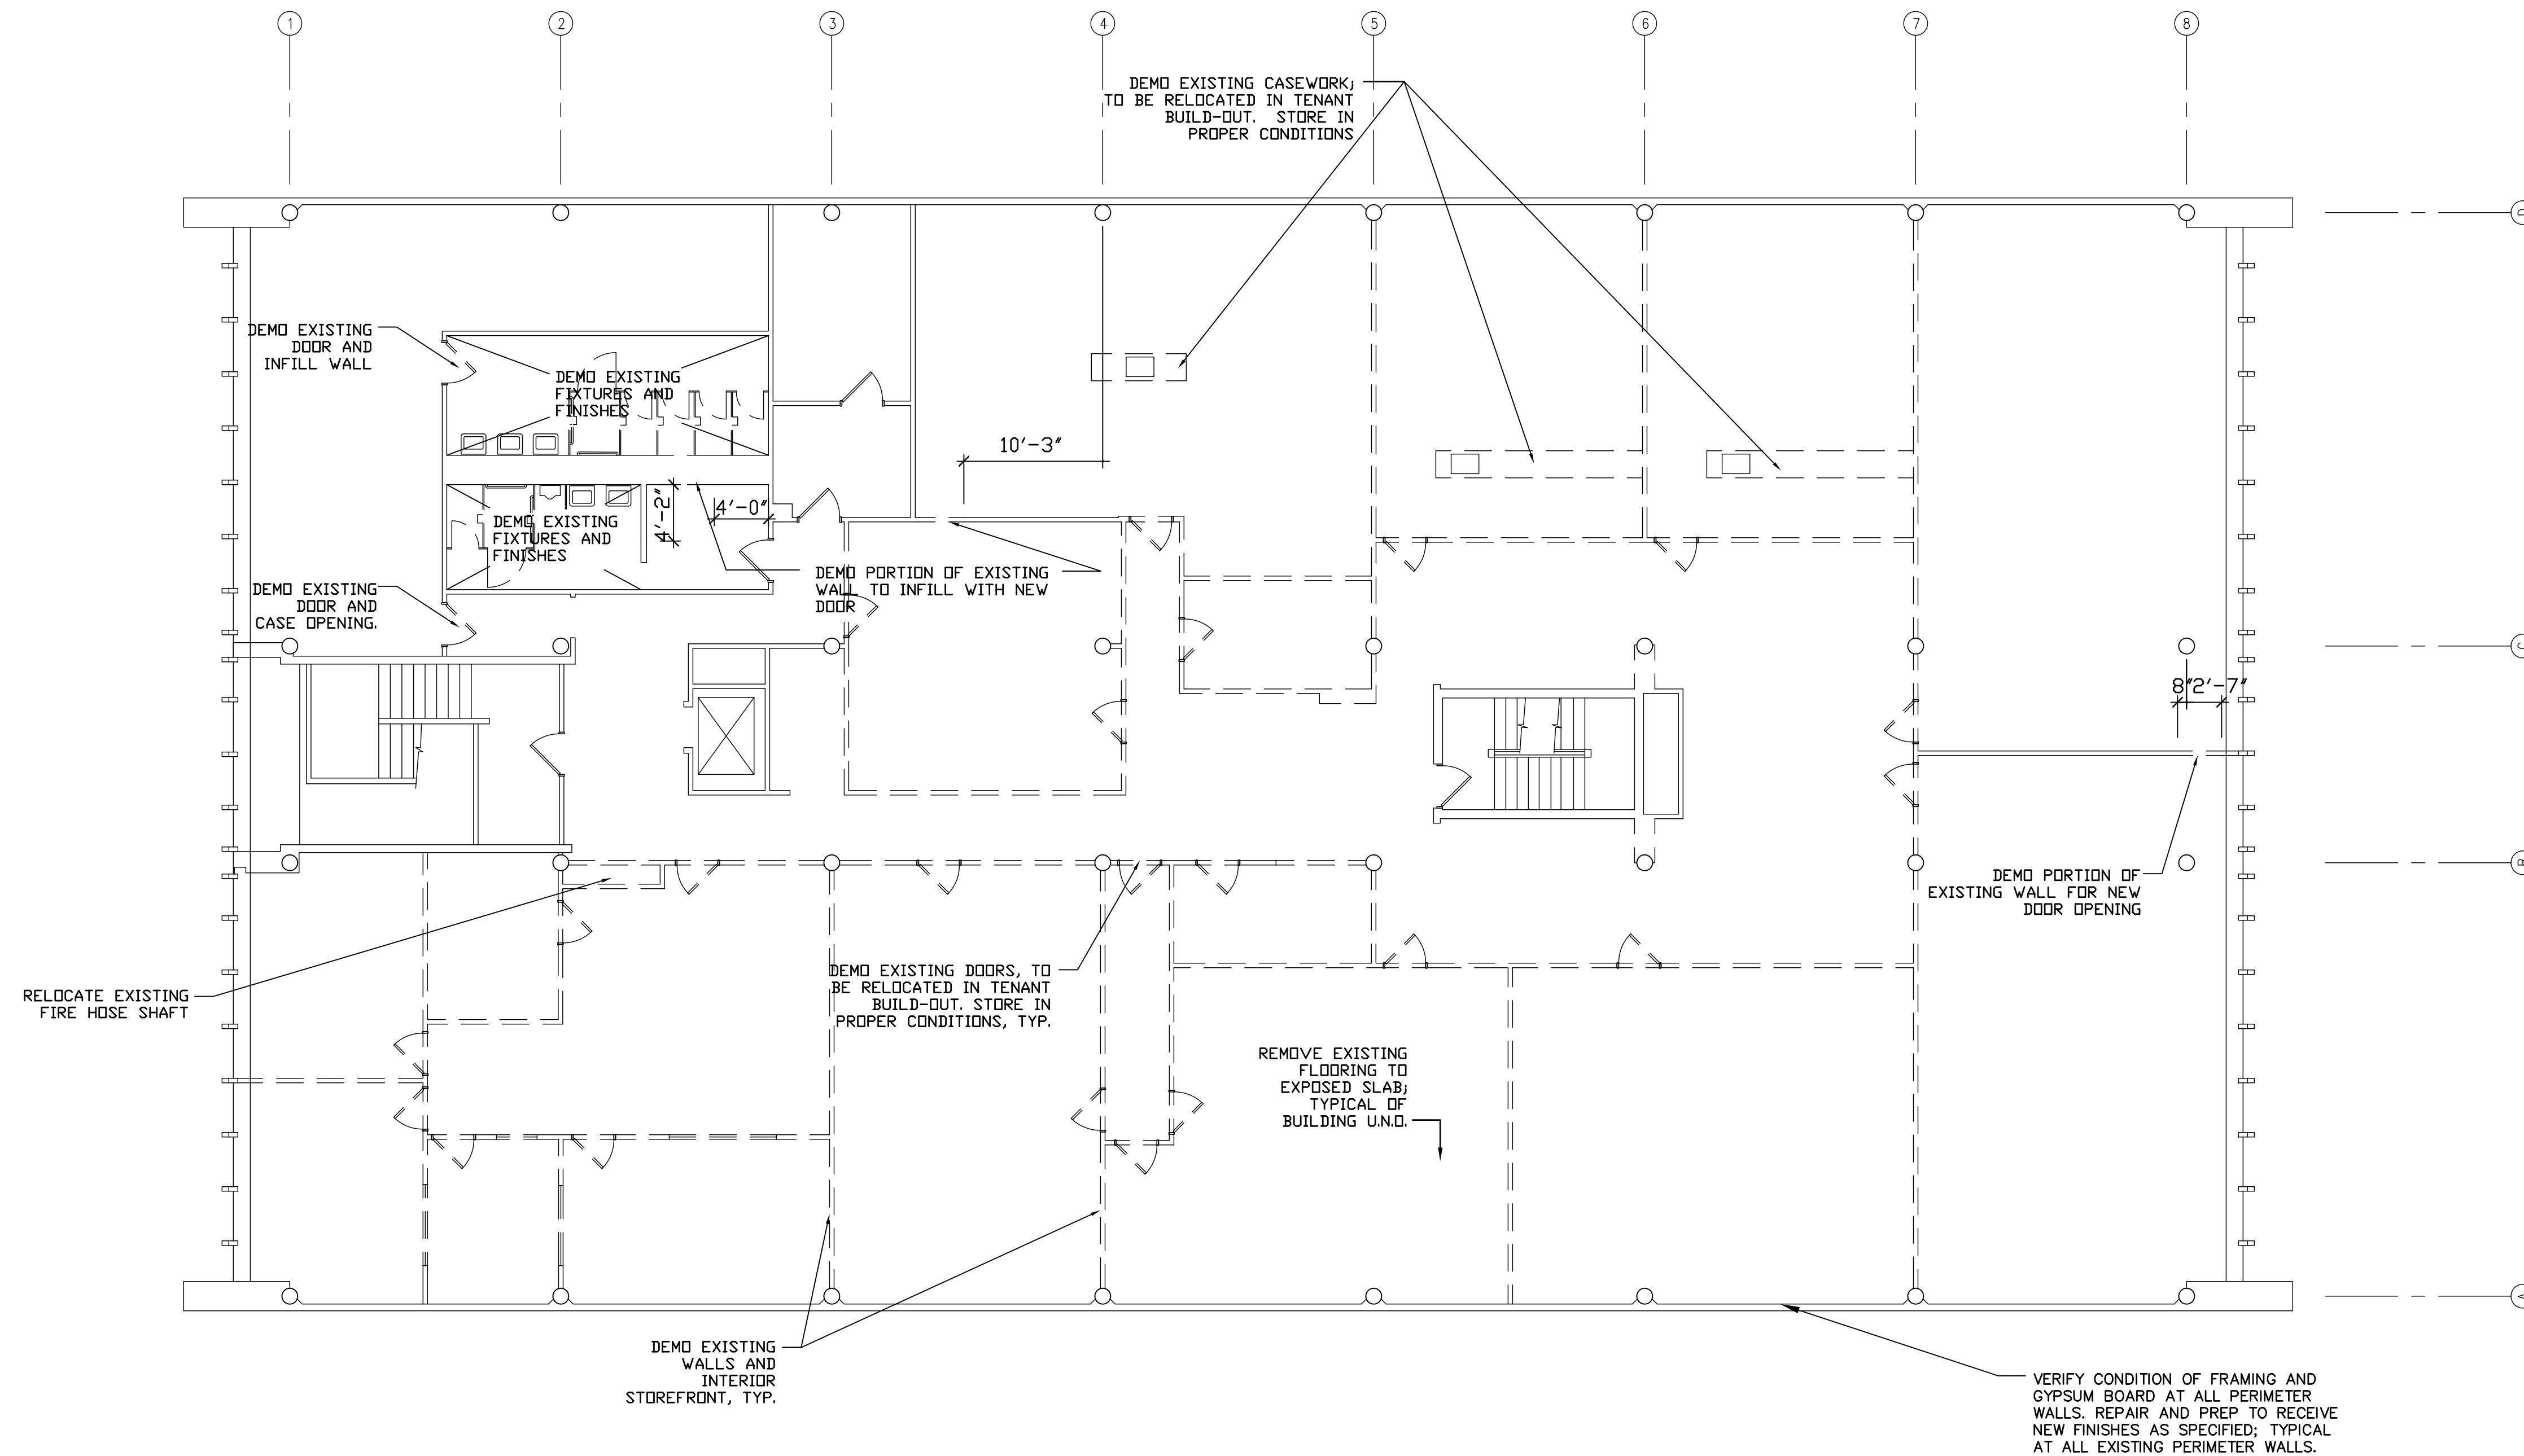 1
2
3
4
5
6
7
8
DEMO EXISTING CASEWORK;
TO BE RELOCATED IN TENANT
BUILD-OUT. STORE IN
PROPER CONDITIONS
D
DEMO EXISTING
DOOR AND
INFILL WALL
DEMO EXISTING
FIXTURES AND
FINISHES
10'-3"
4'-2"
4'-0"
DEMO EXISTING
FIXTURES AND
FINISHES
DEMO PORTION OF EXISTING
WALL TO INFILL WITH NEW
DOOR
DEMO EXISTING
DOOR AND
CASE OPENING.
C
8"
2'-7"
B
DEMO PORTION OF
EXISTING WALL FOR NEW
DOOR OPENING
RELOCATE EXISTING
FIRE HOSE SHAFT
DEMO EXISTING DOORS, TO
BE RELOCATED IN TENANT
BUILD-OUT. STORE IN
PROPER CONDITIONS, TYP.
REMOVE EXISTING
FLOORING TO
EXPOSED SLAB;
TYPICAL OF
BUILDING U.N.O.
A
DEMO EXISTING
WALLS AND
INTERIOR
STOREFRONT, TYP.
VERIFY CONDITION OF FRAMING AND
GYPSUM BOARD AT ALL PERIMETER
WALLS. REPAIR AND PREP TO RECEIVE
NEW FINISHES AS SPECIFIED; TYPICAL
AT ALL EXISTING PERIMETER WALLS.